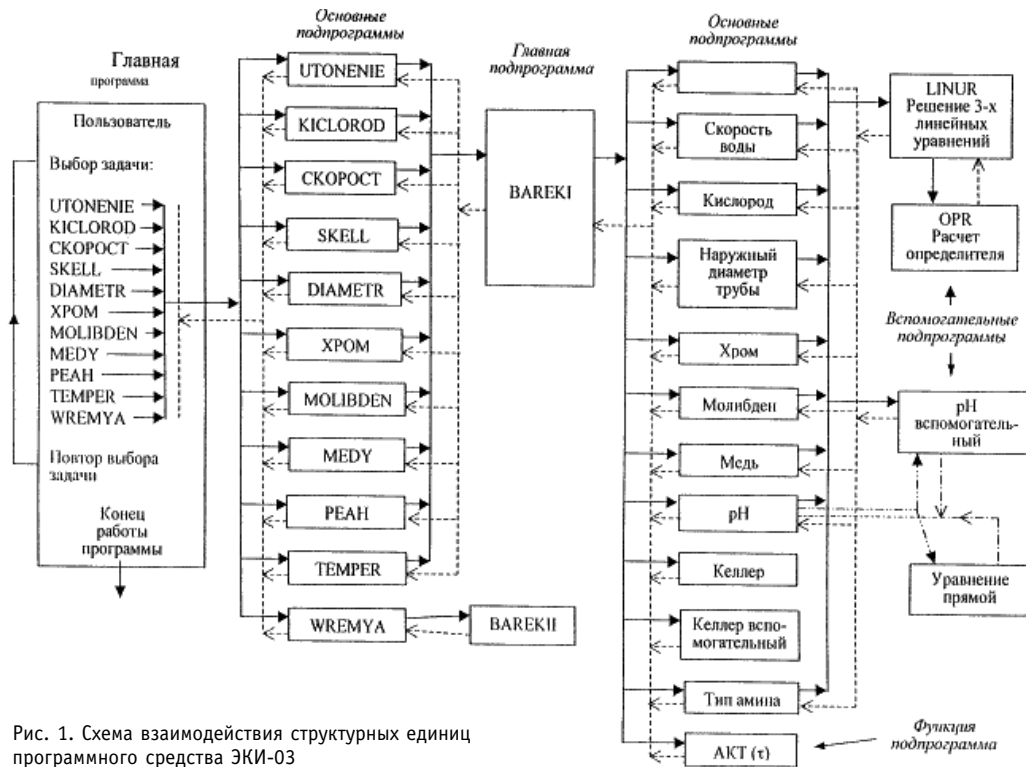 Главная
программа
Пользователь
Выбор задачи:
UTONENIE
KICLOROD
СКОРОСТ
SKELL
DIAMETR
ХРОМ
MOLIBDEN
MEDY
PEAH
TEMPER
WREMYA
Повтор выбора
задачи
Конец
работы
программы
Основные
подпрограммы
UTONENIE
KICLOROD
СКОРОСТ
SKELL
DIAMETR
ХРОМ
MOLIBDEN
MEDY
PEAH
TEMPER
WREMYA
BAREKII
Главная
подпрограмма
BAREKI
Основные
подпрограммы
Скорость
воды
Кислород
Наружный
диаметр
трубы
Хром
Молибден
Медь
pH
Келлер
Келлер вспо-
могательный
Тип амина
АКТ (τ)
LINUR
Решение 3-х
линейных
уравнений
OPR
Расчет
определителя
Вспомогательные
подпрограммы
pH
вспомогатель-
ный
Уравнение
прямой
Функция
подпрограмма
Рис. 1. Схема взаимодействия структурных единиц
программного средства ЭКИ-03